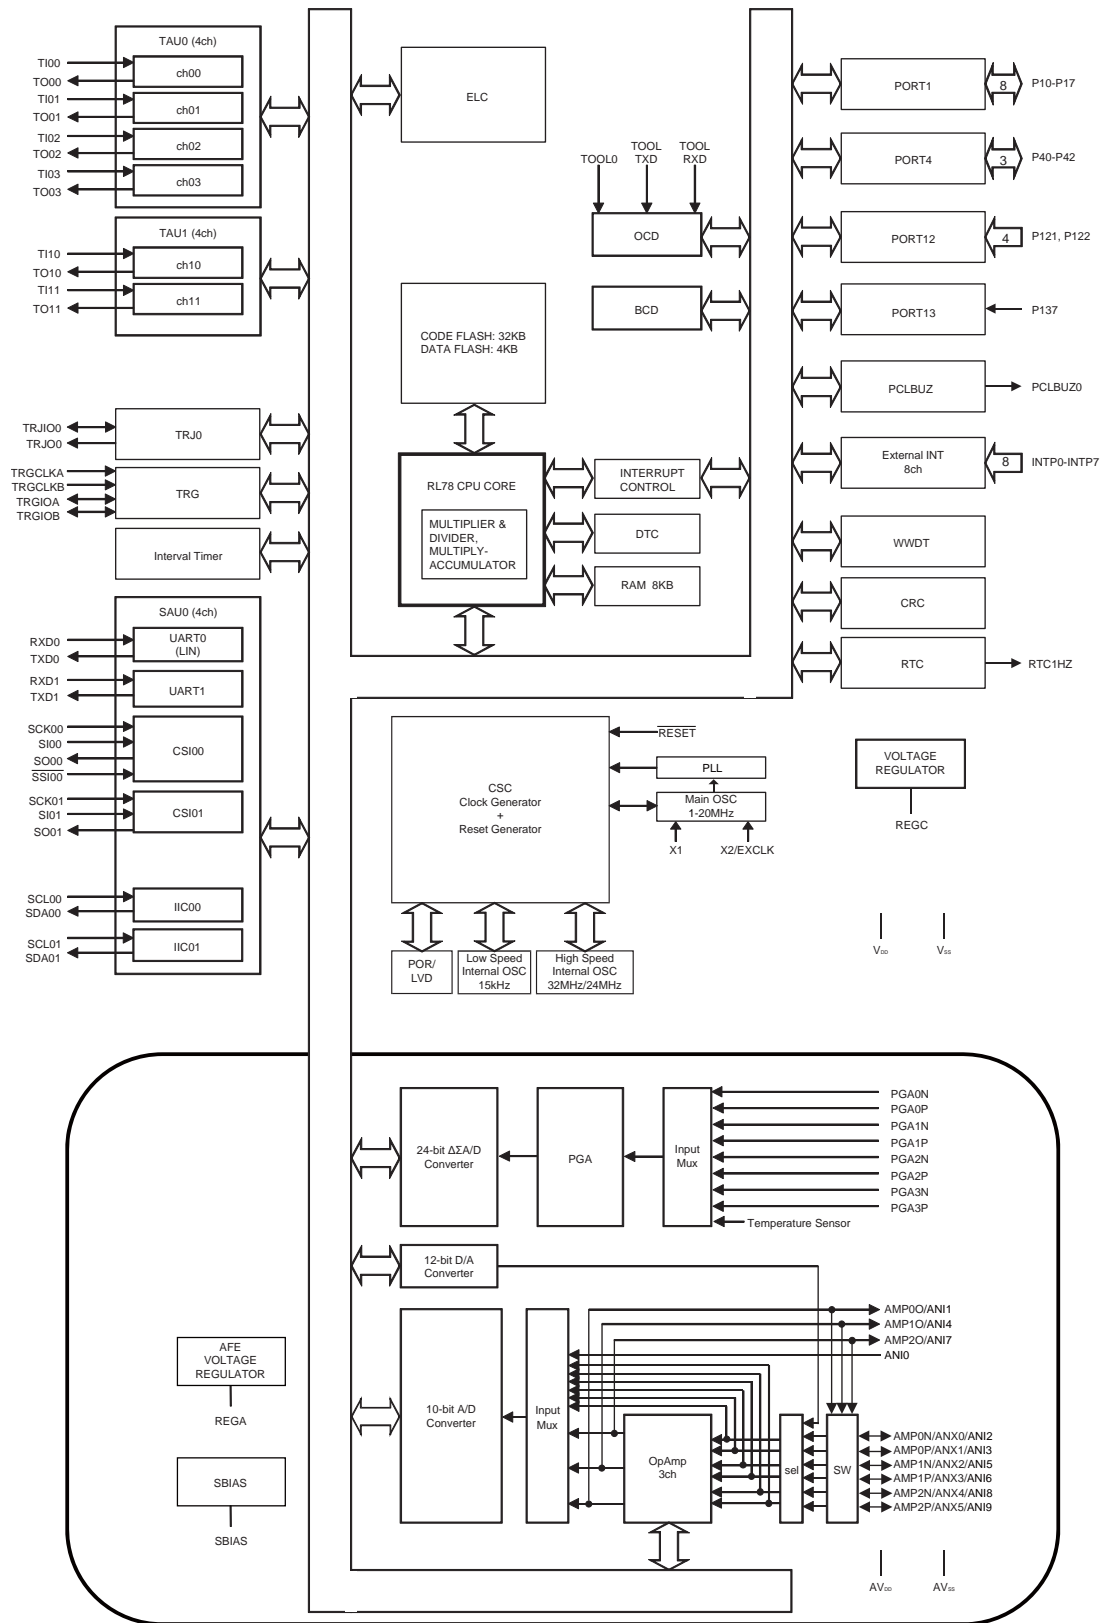 TAU0 (4ch)
TI00
TO00
ch00
TI01
TO01
ch01
TI02
TO02
ch02
TI03
TO03
ch03
TAU1 (4ch)
TI10
TO10
ch10
TI11
TO11
ch11
TRJIO0
TRJO0
TRJ0
TRGCLKA
TRGCLKB
TRGIOA
TRGIOB
TRG
Interval Timer
SAU0 (4ch)
RXD0
TXD0
UART0
(LIN)
RXD1
TXD1
UART1
SCK00
SI00
SO00
SSI00
CSI00
SCK01
SI01
SO01
CSI01
SCL00
SDA00
IIC00
SCL01
SDA01
IIC01
ELC
TOOL0
TOOL
TXD
TOOL
RXD
OCD
BCD
CODE FLASH: 32KB
DATA FLASH: 4KB
RL78 CPU CORE
MULTIPLIER &
DIVIDER,
MULTIPLY-
ACCUMULATOR
INTERRUPT
CONTROL
DTC
RAM 8KB
PORT1
8
P10-P17
PORT4
3
P40-P42
PORT12
4
P121, P122
PORT13
P137
PCLBUZ
PCLBUZ0
External INT
8ch
8
INTP0-INTP7
WWDT
CRC
RTC
RTC1HZ
CSC
Clock Generator
+
Reset Generator
RESET
PLL
Main OSC
1-20MHz
X1
X2/EXCLK
POR/
LVD
Low Speed
Internal OSC
15kHz
High Speed
Internal OSC
32MHz/24MHz
VOLTAGE
REGULATOR
REGC
VDD
VSS
24-bit ΔΣA/D
Converter
PGA
Input
Mux
PGA0N
PGA0P
PGA1N
PGA1P
PGA2N
PGA2P
PGA3N
PGA3P
Temperature Sensor
12-bit D/A
Converter
10-bit A/D
Converter
Input
Mux
OpAmp
3ch
sel
SW
AMP0O/ANI1
AMP1O/ANI4
AMP2O/ANI7
ANI0
AMP0N/ANX0/ANI2
AMP0P/ANX1/ANI3
AMP1N/ANX2/ANI5
AMP1P/ANX3/ANI6
AMP2N/ANX4/ANI8
AMP2P/ANX5/ANI9
AFE
VOLTAGE
REGULATOR
REGA
SBIAS
SBIAS
AVDD
AVSS